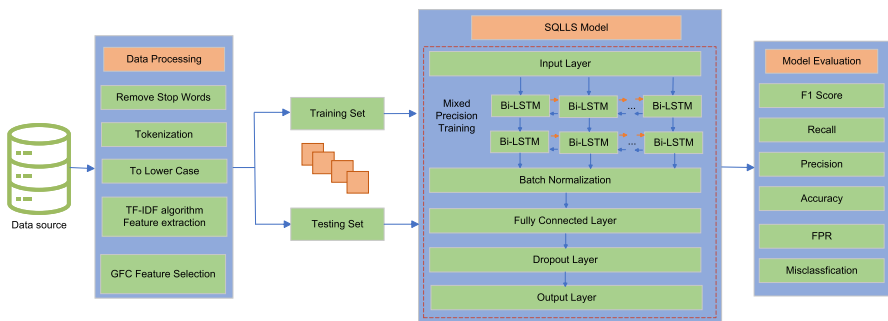 Data source
Data Processing
Remove Stop Words
Tokenization
To Lower Case
TF-IDF algorithm
Feature extraction
GFC Feature Selection
Training Set
Testing Set
SQLLS Model
Input Layer
Mixed
Precision
Training
Bi-LSTM Bi-LSTM ... Bi-LSTM
Bi-LSTM Bi-LSTM ... Bi-LSTM
Batch Normalization
Fully Connected Layer
Dropout Layer
Output Layer
Model Evaluation
F1 Score
Recall
Precision
Accuracy
FPR
Misclassfication